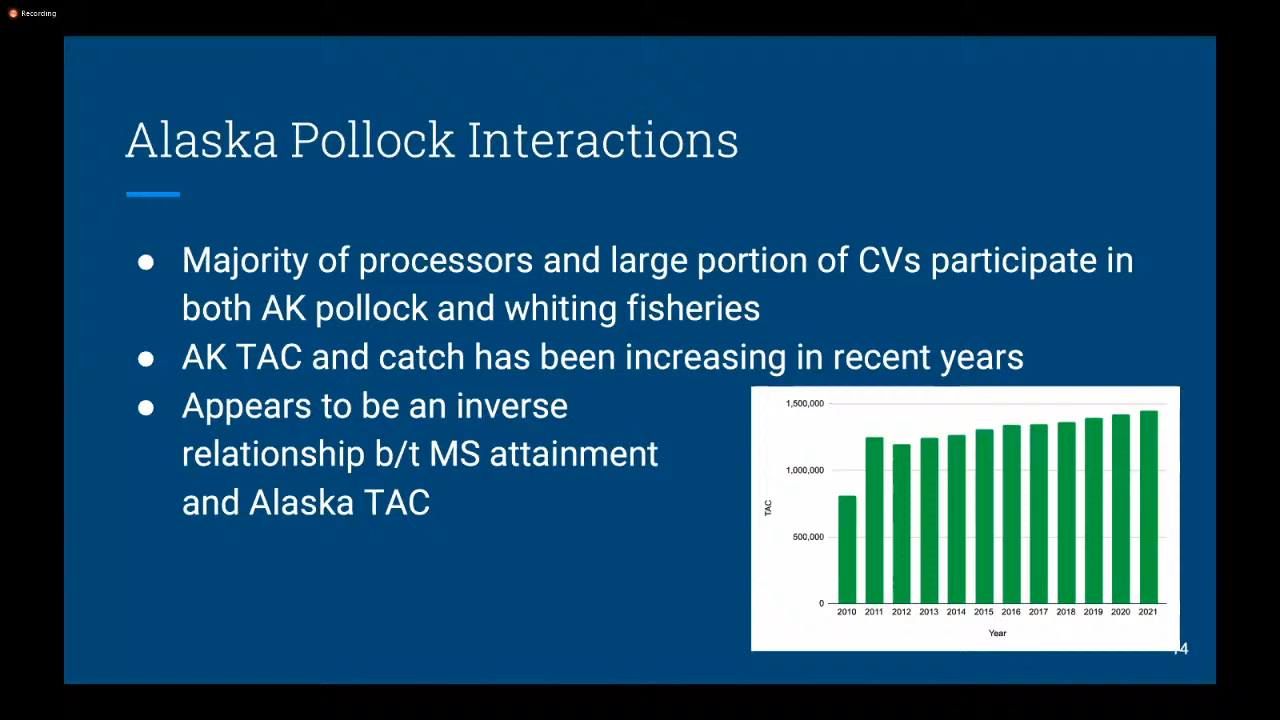 Recording
Alaska Pollock Interactions
● Majority of processors and large portion of CVs participate in
both AK pollock and whiting fisheries
● AK TAC and catch has been increasing in recent years
● Appears to be an inverse
relationship b/t MS attainment
and Alaska TAC
1,500,000
1,000,000
500,000
0
TAC
2010 2011 2012 2013 2014 2015 2016 2017 2018 2019 2020 2021
Year